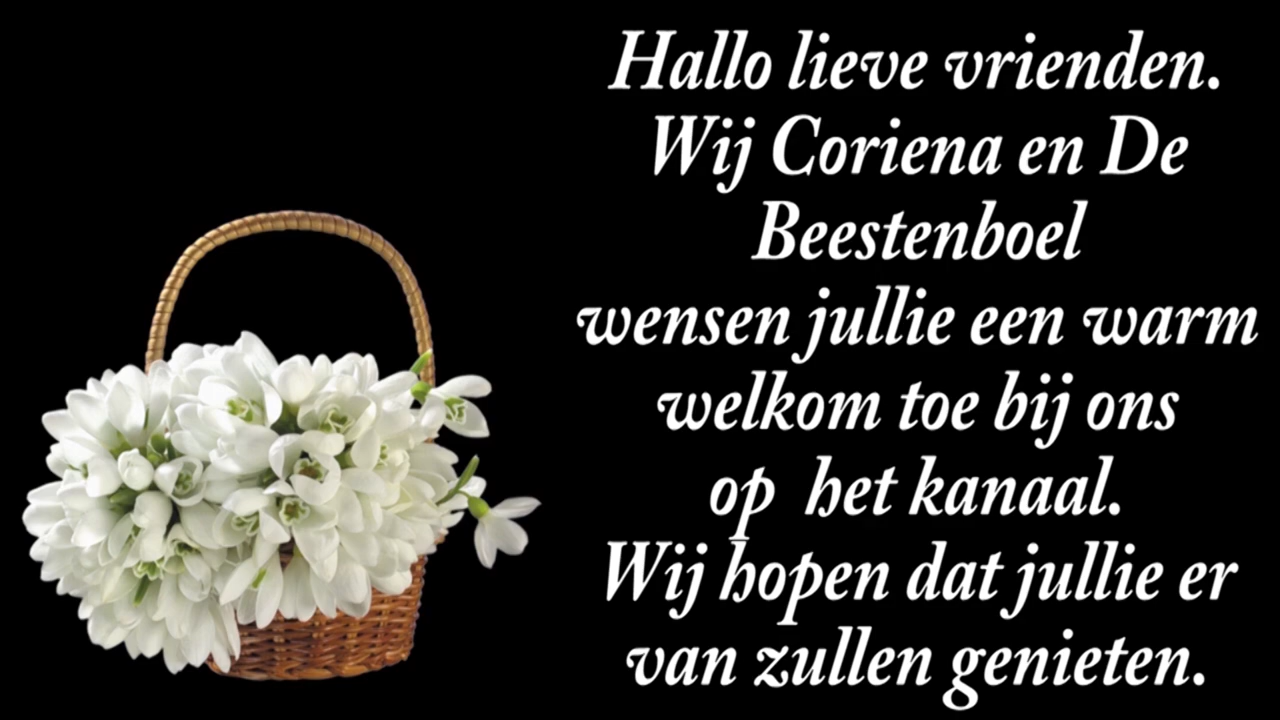 Hallo lieve vrienden.
Wij Coriena en De
Beestenboel
wensen jullie een warm
welkom toe bij ons
op het kanaal.
Wij hopen dat jullie er
van zullen genieten.